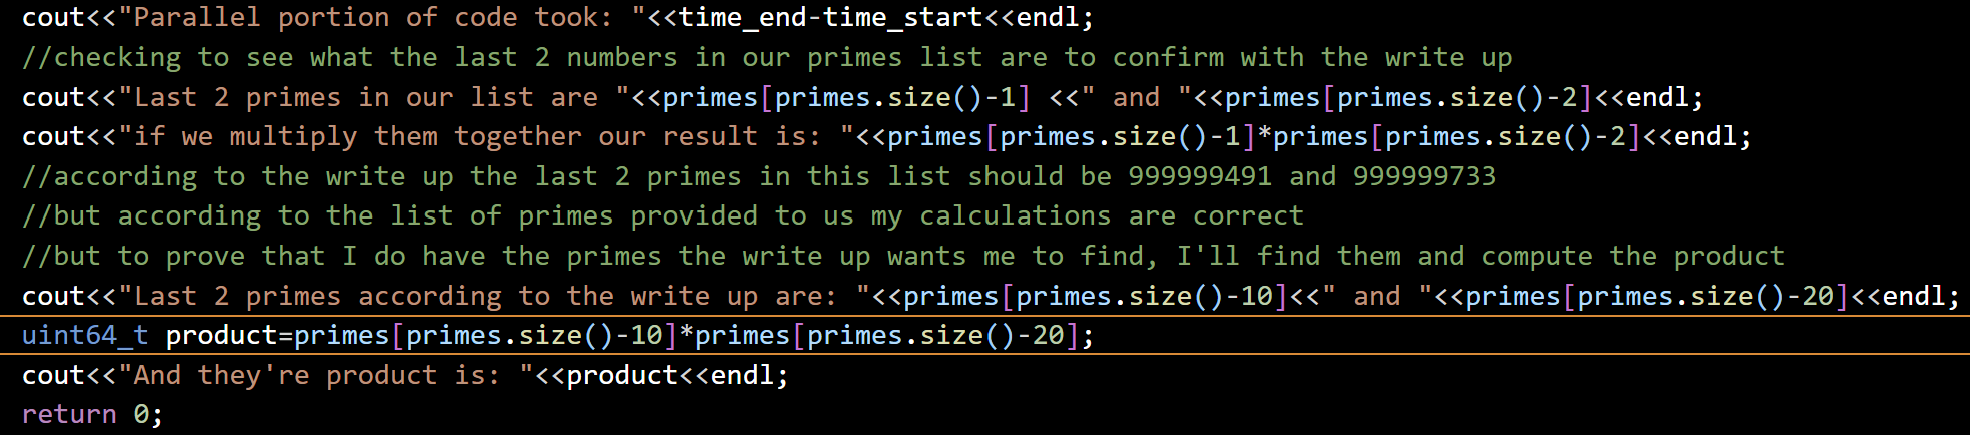 cout<<"Parallel portion of code took: "<<time_end-time_start<<endl;
//checking to see what the last 2 numbers in our primes list are to confirm with the write up
cout<<"Last 2 primes in our list are "<<primes[primes.size()-1] <<" and "<<primes[primes.size()-2]<<endl;
cout<<"if we multiply them together our result is: "<<primes[primes.size()-1]*primes[primes.size()-2]<<endl;
//according to the write up the last 2 primes in this list should be 999999491 and 999999733
//but according to the list of primes provided to us my calculations are correct
//but to prove that I do have the primes the write up wants me to find, I'll find them and compute the product
cout<<"Last 2 primes according to the write up are: "<<primes[primes.size()-10]<<" and "<<primes[primes.size()-20]<<endl;
uint64_t product=primes[primes.size()-10]*primes[primes.size()-20];
cout<<"And they're product is: "<<product<<endl;
return 0;